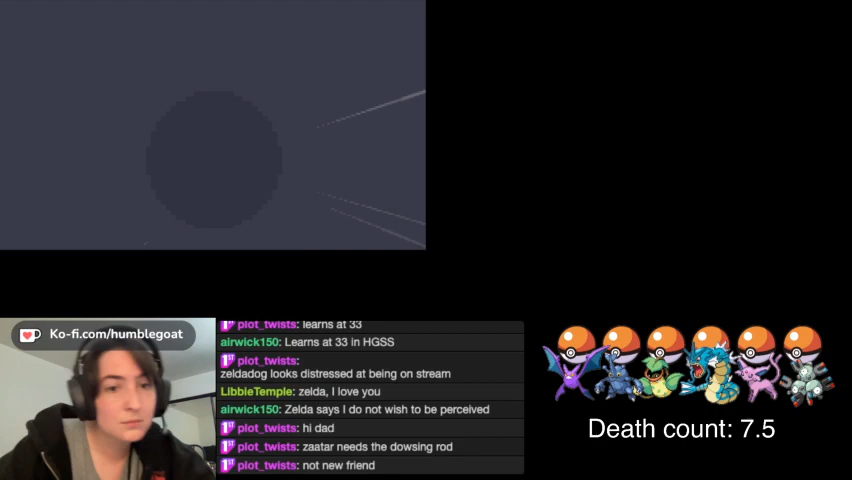 Ko-fi.com/humblegoat
plot_twists: learns at 33
airwick150: Learns at 33 in HGSS
plot_twists:
zeldadog looks distressed at being on stream
LibbieTemple: zelda, I love you
airwick150: Zelda says I do not wish to be perceived
plot_twists: hi dad
plot_twists: zaatar needs the dowsing rod
plot_twists: not new friend
Death count: 7.5